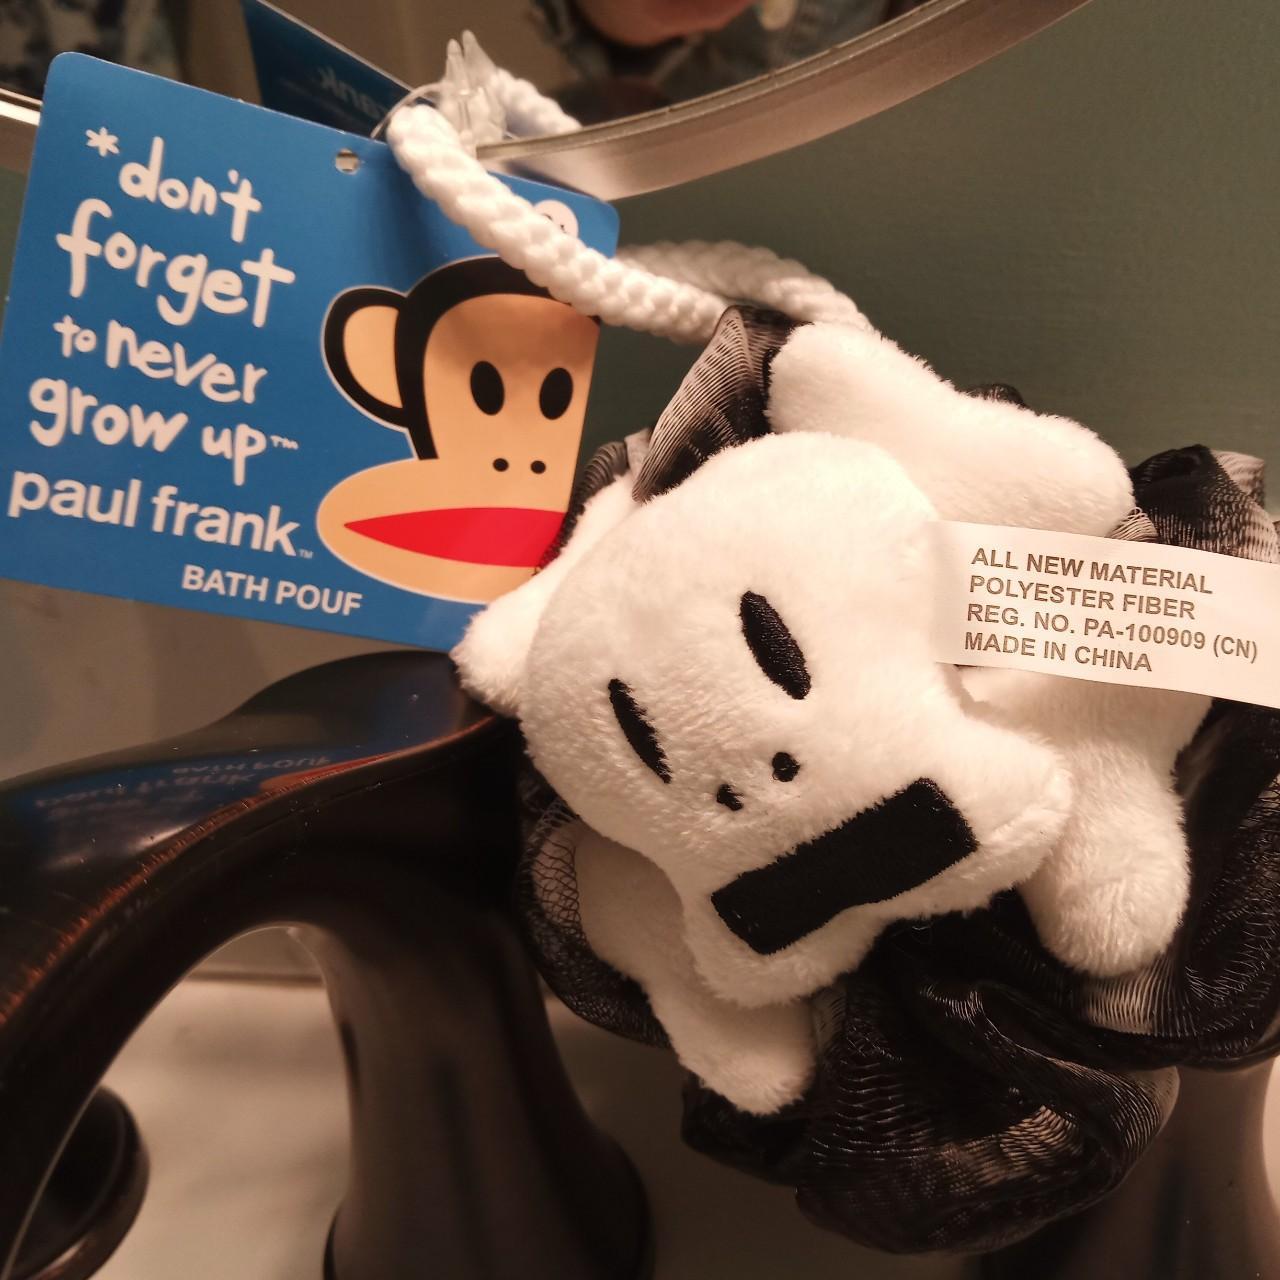 *don't
forget
to never
grow up™
paul frank™
BATH POUF
ALL NEW MATERIAL
POLYESTER FIBER
REG. NO. PA-100909 (CN)
MADE IN CHINA